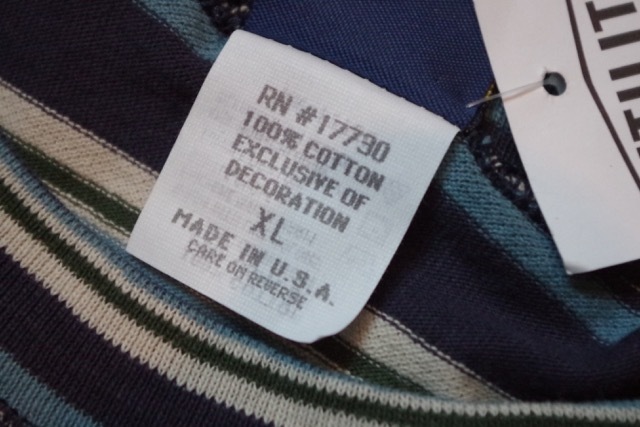 RN #17730
100% COTTON
EXCLUSIVE OF
DECORATION
XL
MADE IN U.S.A.
CARE ON REVERSE